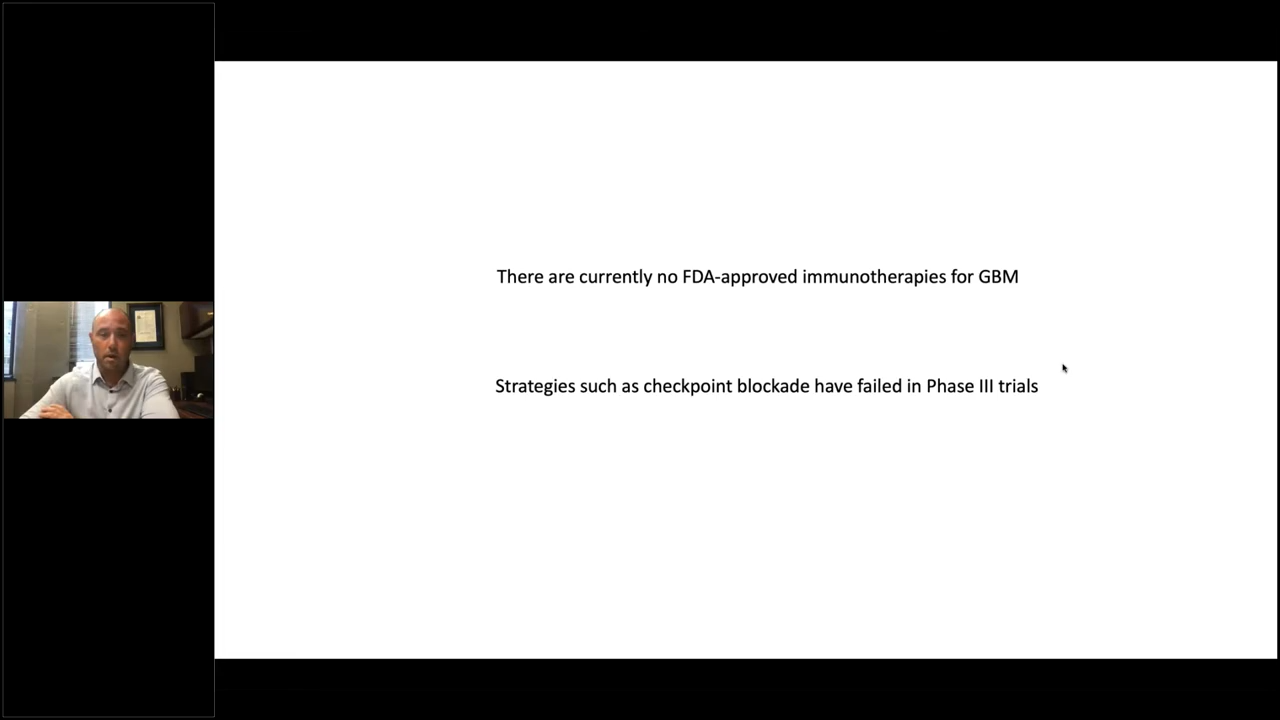 There are currently no FDA-approved immunotherapies for GBM
Strategies such as checkpoint blockade have failed in Phase III trials